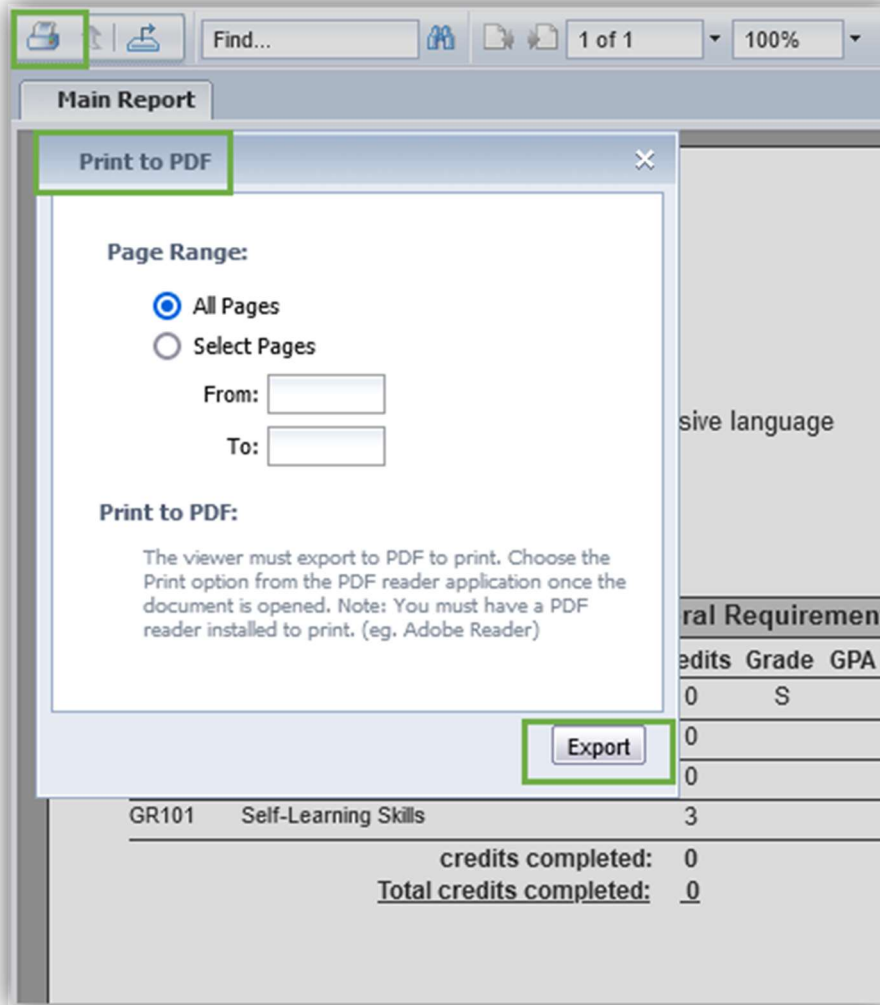 Find...
1 of 1
100%
Main Report
Print to PDF
Page Range:
All Pages
Select Pages
From:
To:
Print to PDF:
The viewer must export to PDF to print. Choose the
Print option from the PDF reader application once the
document is opened. Note: You must have a PDF
reader installed to print. (eg. Adobe Reader)
Export
sive language
ral Requiremen
edits Grade GPA
0 S
0
0
GR101 Self-Learning Skills 3
credits completed: 0
Total credits completed: 0